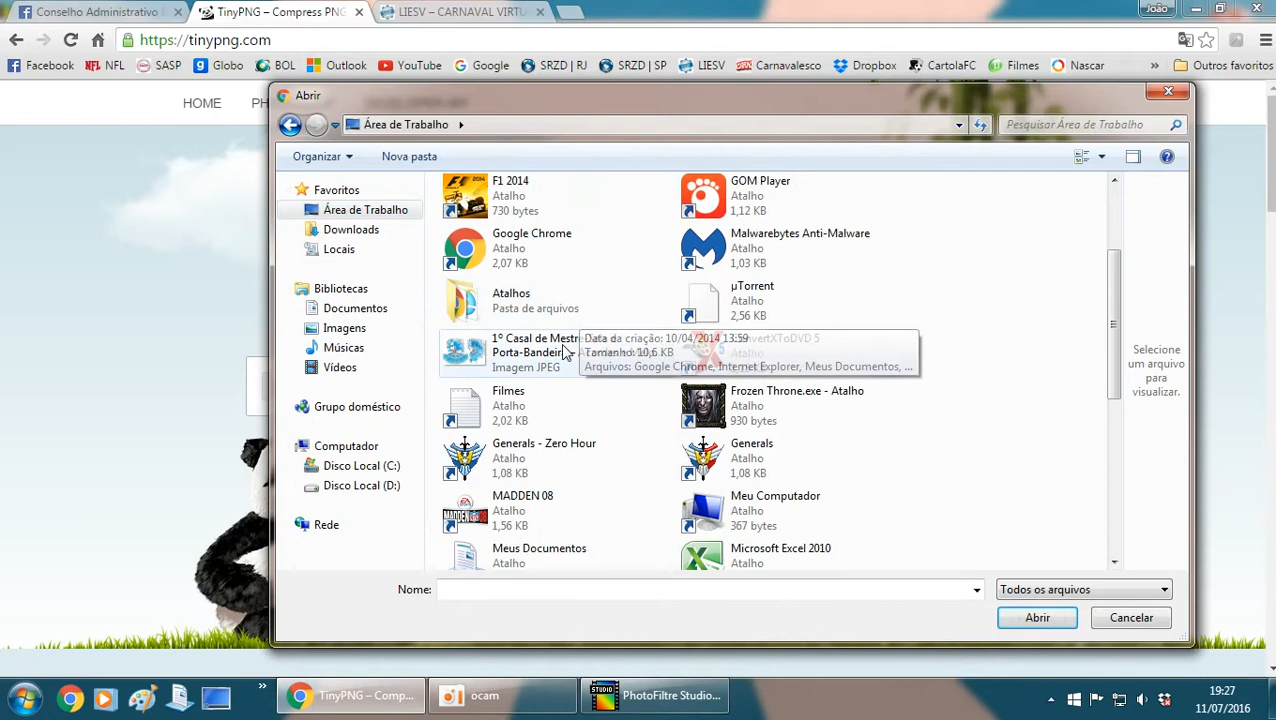 Conselho Administrativ
TinyPNG – Compress PNG
LIESV – CARNAVAL VIRTU
João
https://tinypng.com
Facebook NFL NFL SASP Globo BOL Outlook YouTube Google SRZD | RJ SRZD | SP LIESV Carnavalesco Dropbox CartolaFC Filmes Nascar » Outros favoritos
HOME
PH
Abrir
Área de Trabalho
Pesquisar Área de Trabalho
Organizar
Nova pasta
Favoritos
Área de Trabalho
Downloads
Locais
Bibliotecas
Documentos
Imagens
Músicas
Vídeos
Grupo doméstico
Computador
Disco Local (C:)
Disco Local (D:)
Rede
F1 2014
Atalho
730 bytes
GOM Player
Atalho
1,12 KB
Google Chrome
Atalho
2,07 KB
Malwarebytes Anti-Malware
Atalho
1,03 KB
Atalhos
Pasta de arquivos
µTorrent
Atalho
2,56 KB
1º Casal de Mestre
Porta-Bandeir
Imagem JPEG
Data da criação: 10/04/2014 13:59
Tamanho: 10,6 KB
Arquivos: Google Chrome, Internet Explorer, Meus Documentos, ...
Filmes
Atalho
2,02 KB
Frozen Throne.exe - Atalho
Atalho
930 bytes
Generals - Zero Hour
Atalho
1,08 KB
Generals
Atalho
1,08 KB
MADDEN 08
Atalho
1,56 KB
Meu Computador
Atalho
367 bytes
Meus Documentos
Atalho
Microsoft Excel 2010
Atalho
Selecione
um arquivo
para
visualizar.
Nome:
Todos os arquivos
Abrir
Cancelar
TinyPNG – Comp...
ocam
STUDIO
PhotoFiltre Studio...
19:27
11/07/2016